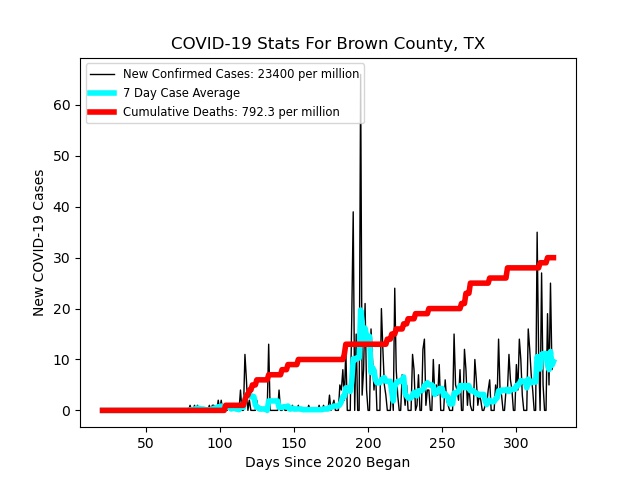 COVID-19 Stats For Brown County, TX
New Confirmed Cases: 23400 per million
7 Day Case Average
Cumulative Deaths: 792.3 per million
New COVID-19 Cases
60
50
40
30
20
10
0
50 100 150 200 250 300
Days Since 2020 Began